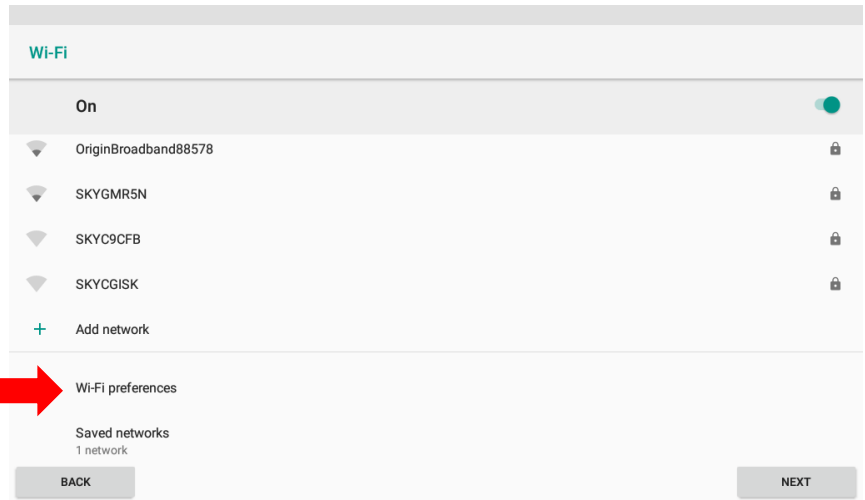 Wi-Fi
On
OriginBroadband88578
SKYGMR5N
SKYC9CFB
SKYCGISK
Add network
Wi-Fi preferences
Saved networks
1 network
BACK
NEXT